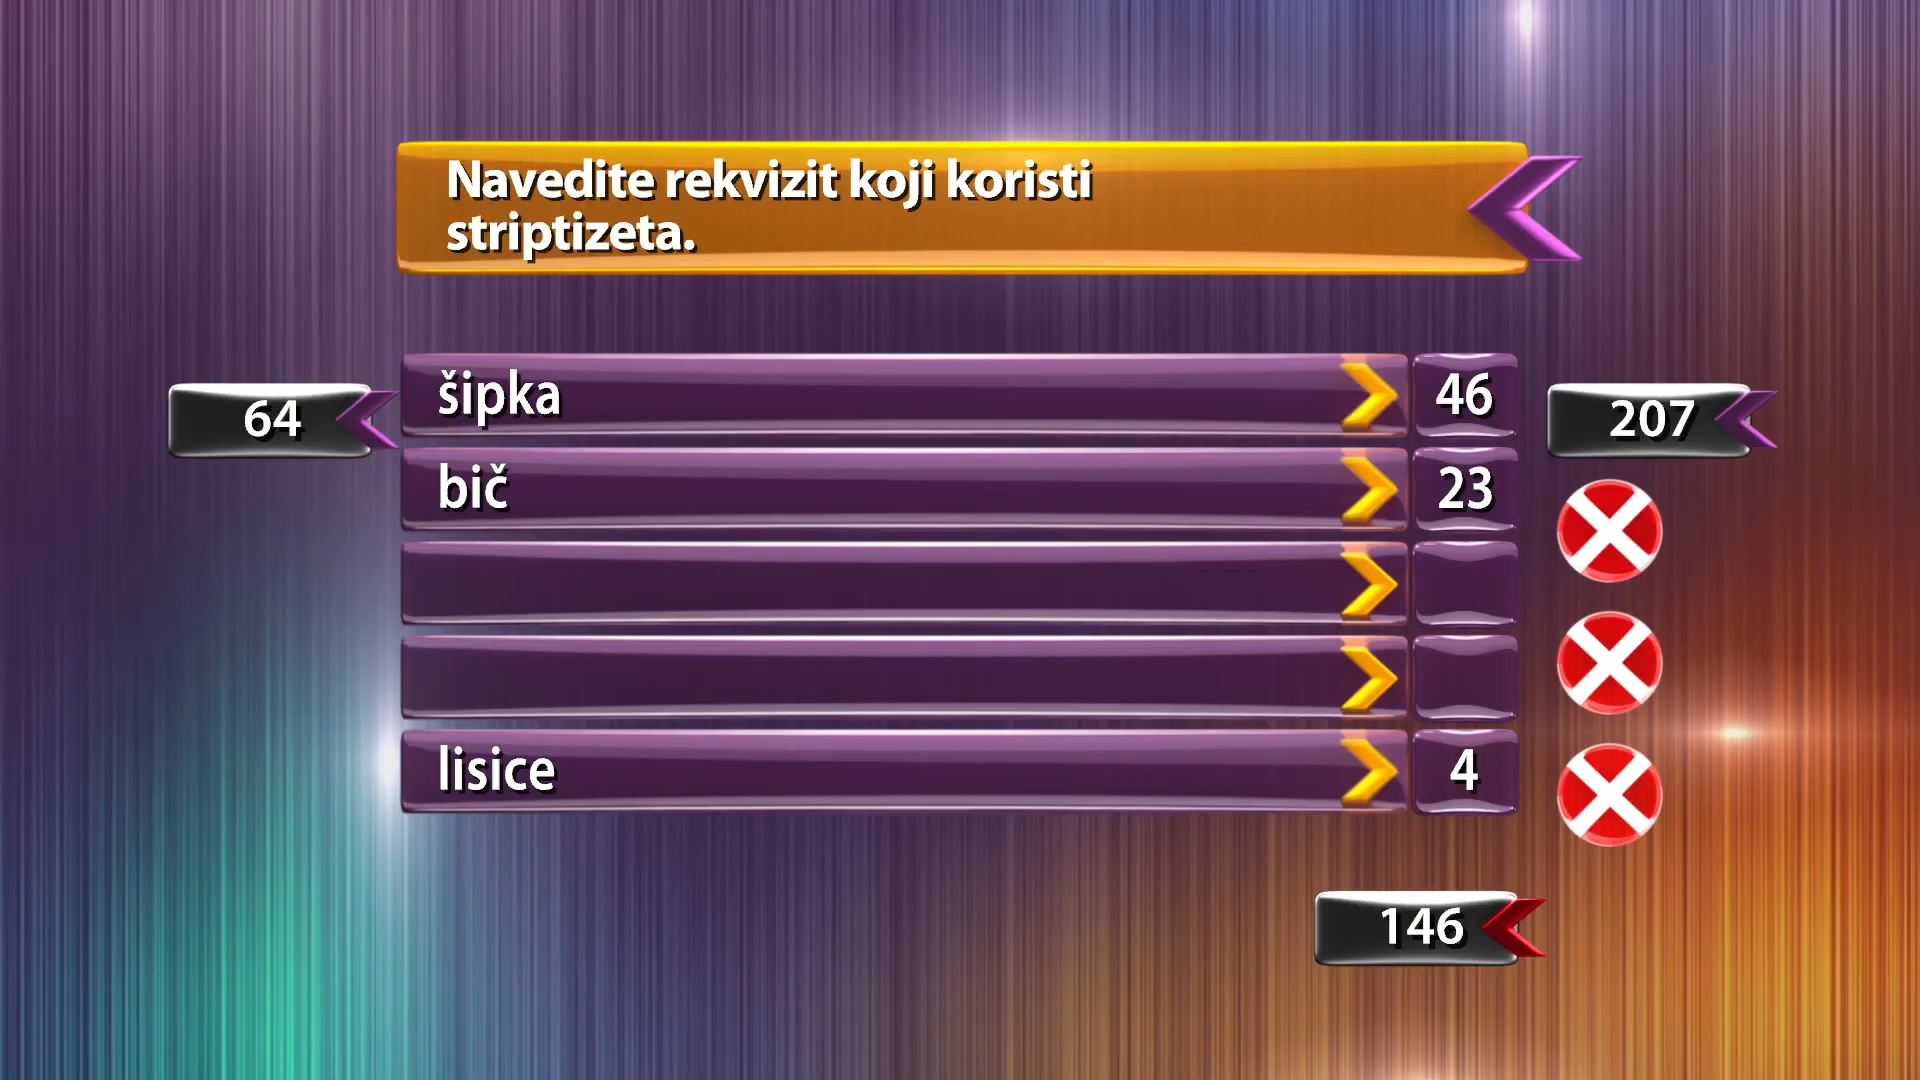 Navedite rekvizit koji koristi
striptizeta.
64
šipka
46
207
bič
23
lisice
4
146